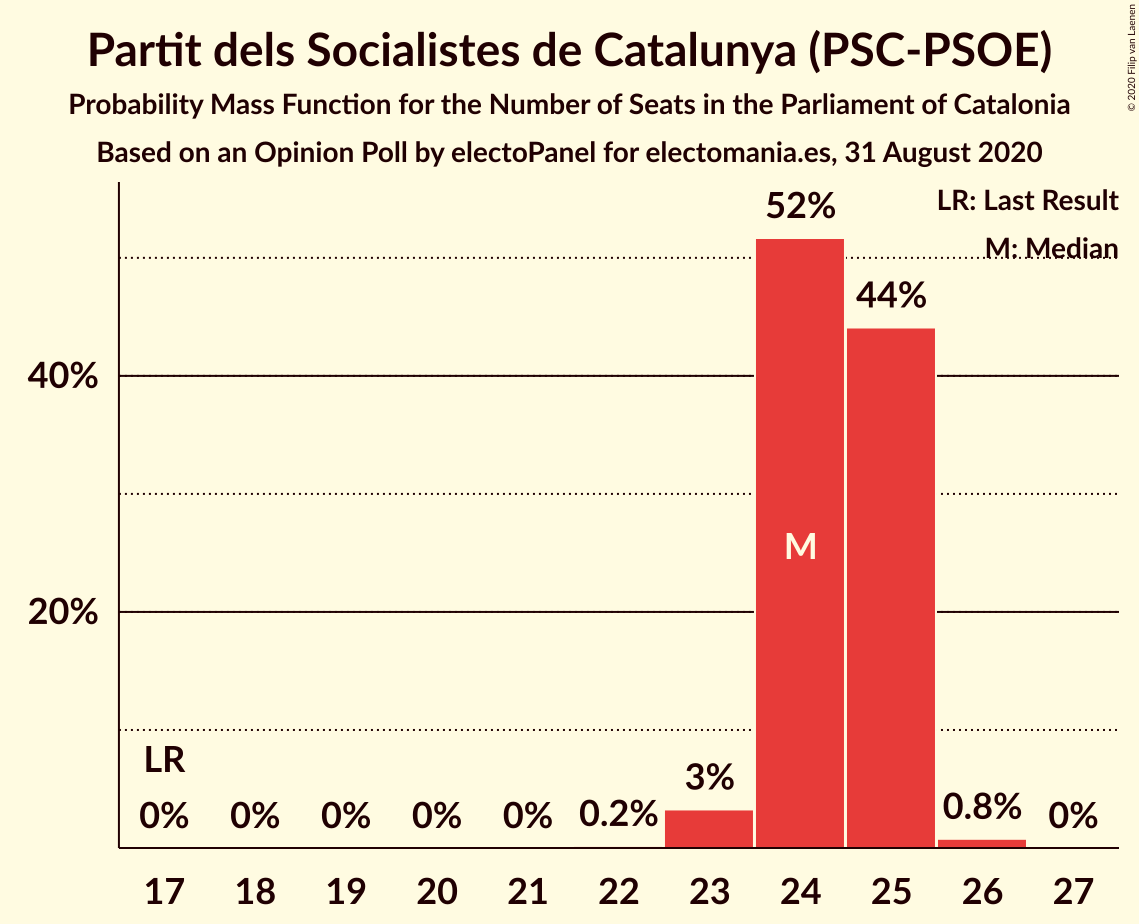 Partit dels Socialistes de Catalunya (PSC-PSOE)
Probability Mass Function for the Number of Seats in the Parliament of Catalonia
Based on an Opinion Poll by electoPanel for electomania.es, 31 August 2020
© 2020 Filip van Laenen
LR: Last Result
M: Median
52%
44%
40%
M
20%
LR
3%
0% 0% 0% 0% 0% 0.2% 0.8% 0%
17 18 19 20 21 22 23 24 25 26 27